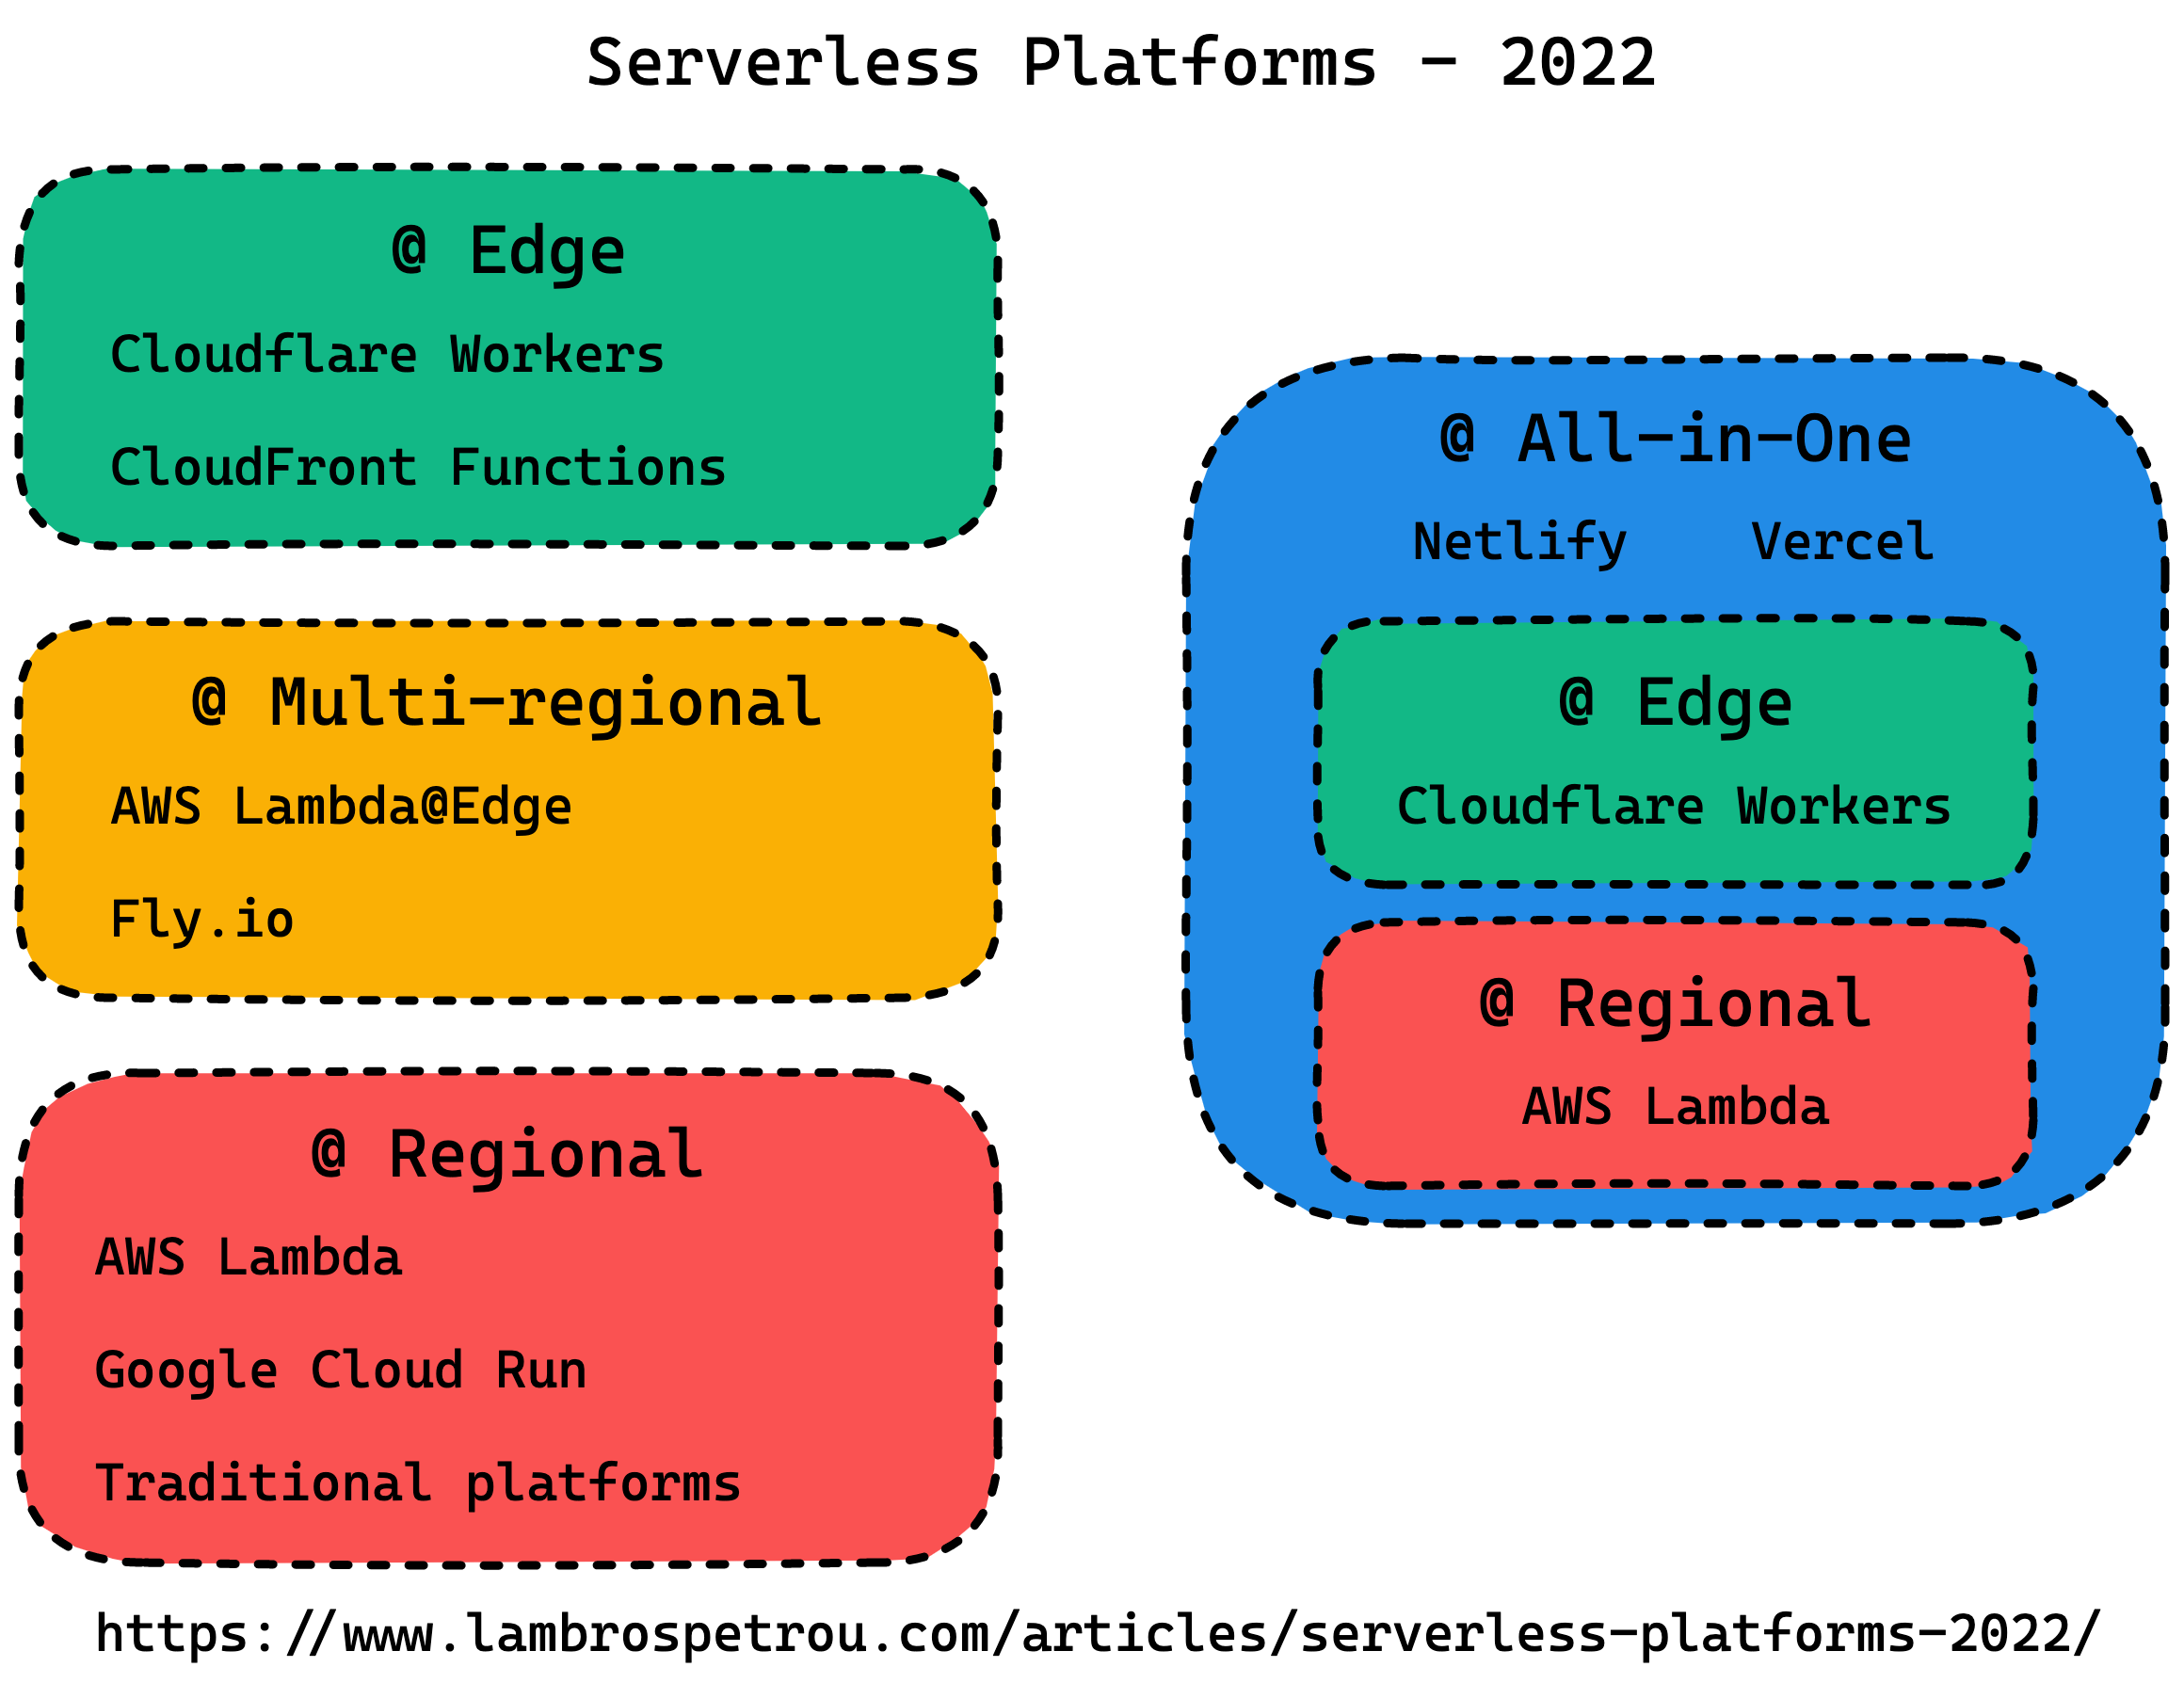 Serverless Platforms - 2022
@ Edge
Cloudflare Workers
CloudFront Functions
@ Multi-regional
AWS Lambda@Edge
Fly.io
@ Regional
AWS Lambda
Google Cloud Run
Traditional platforms
@ All-in-One
Netlify Vercel
@ Edge
Cloudflare Workers
@ Regional
AWS Lambda
https://www.lambrospetrou.com/articles/serverless-platforms-2022/